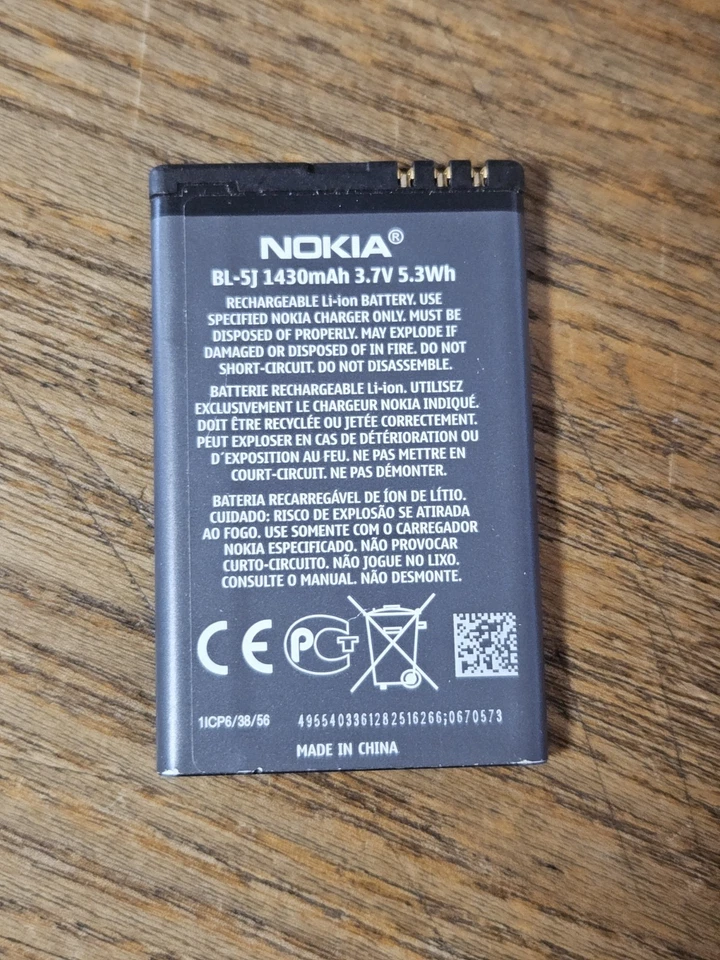 NOKIA®
BL-5J 1430mAh 3.7V 5.3Wh
RECHARGEABLE Li-ion BATTERY. USE
SPECIFIED NOKIA CHARGER ONLY. MUST BE
DISPOSED OF PROPERLY. MAY EXPLODE IF
DAMAGED OR DISPOSED OF IN FIRE. DO NOT
SHORT-CIRCUIT. DO NOT DISASSEMBLE.
BATTERIE RECHARGEABLE Li-ion. UTILISEZ
EXCLUSIVEMENT LE CHARGEUR NOKIA INDIQUÉ.
DOIT ÊTRE RECYCLÉE OU JETÉE CORRECTEMENT.
PEUT EXPLOSER EN CAS DE DÉTÉRIORATION OU
D´EXPOSITION AU FEU. NE PAS METTRE EN
COURT-CIRCUIT. NE PAS DÉMONTER.
BATERIA RECARREGÁVEL DE ÍON DE LÍTIO.
CUIDADO: RISCO DE EXPLOSÃO SE ATIRADA
AO FOGO. USE SOMENTE COM O CARREGADOR
NOKIA ESPECIFICADO. NÃO PROVOCAR
CURTO-CIRCUITO. NÃO JOGUE NO LIXO.
CONSULTE O MANUAL. NÃO DESMONTE.
CE PCT
1ICP6/38/56 4955403361282516266;0670573
MADE IN CHINA